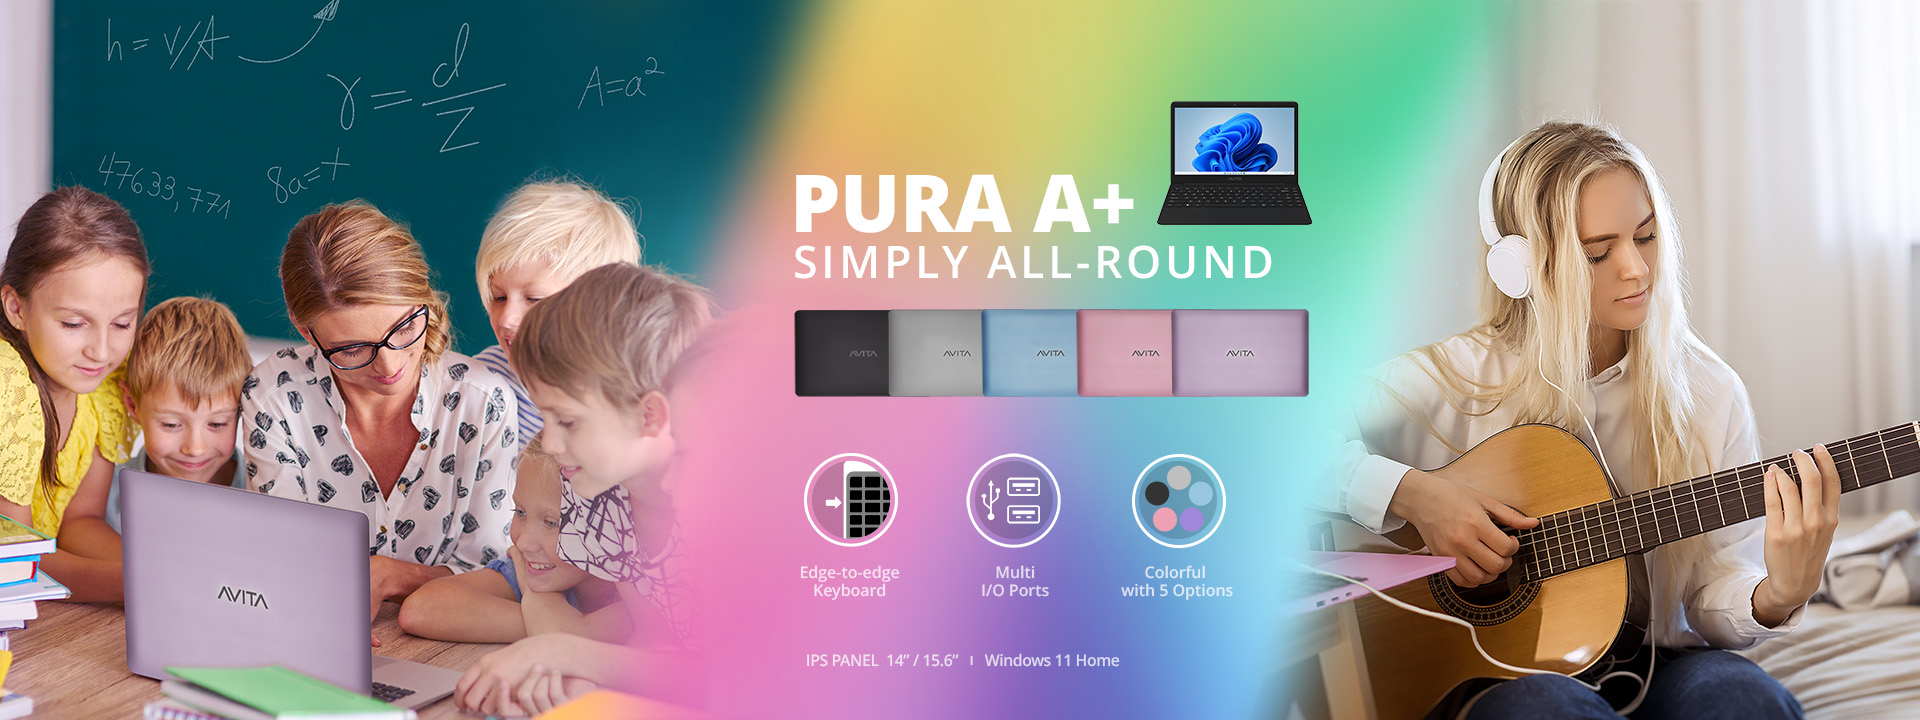 h = v/A
γ = d/z
A=a²
47633,771
8a=+
AVITA
PURA A+
SIMPLY ALL-ROUND
AVITA
AVITA
AVITA
AVITA
AVITA
Edge-to-edge
Keyboard
Multi
I/O Ports
Colorful
with 5 Options
IPS PANEL 14” / 15.6” I Windows 11 Home